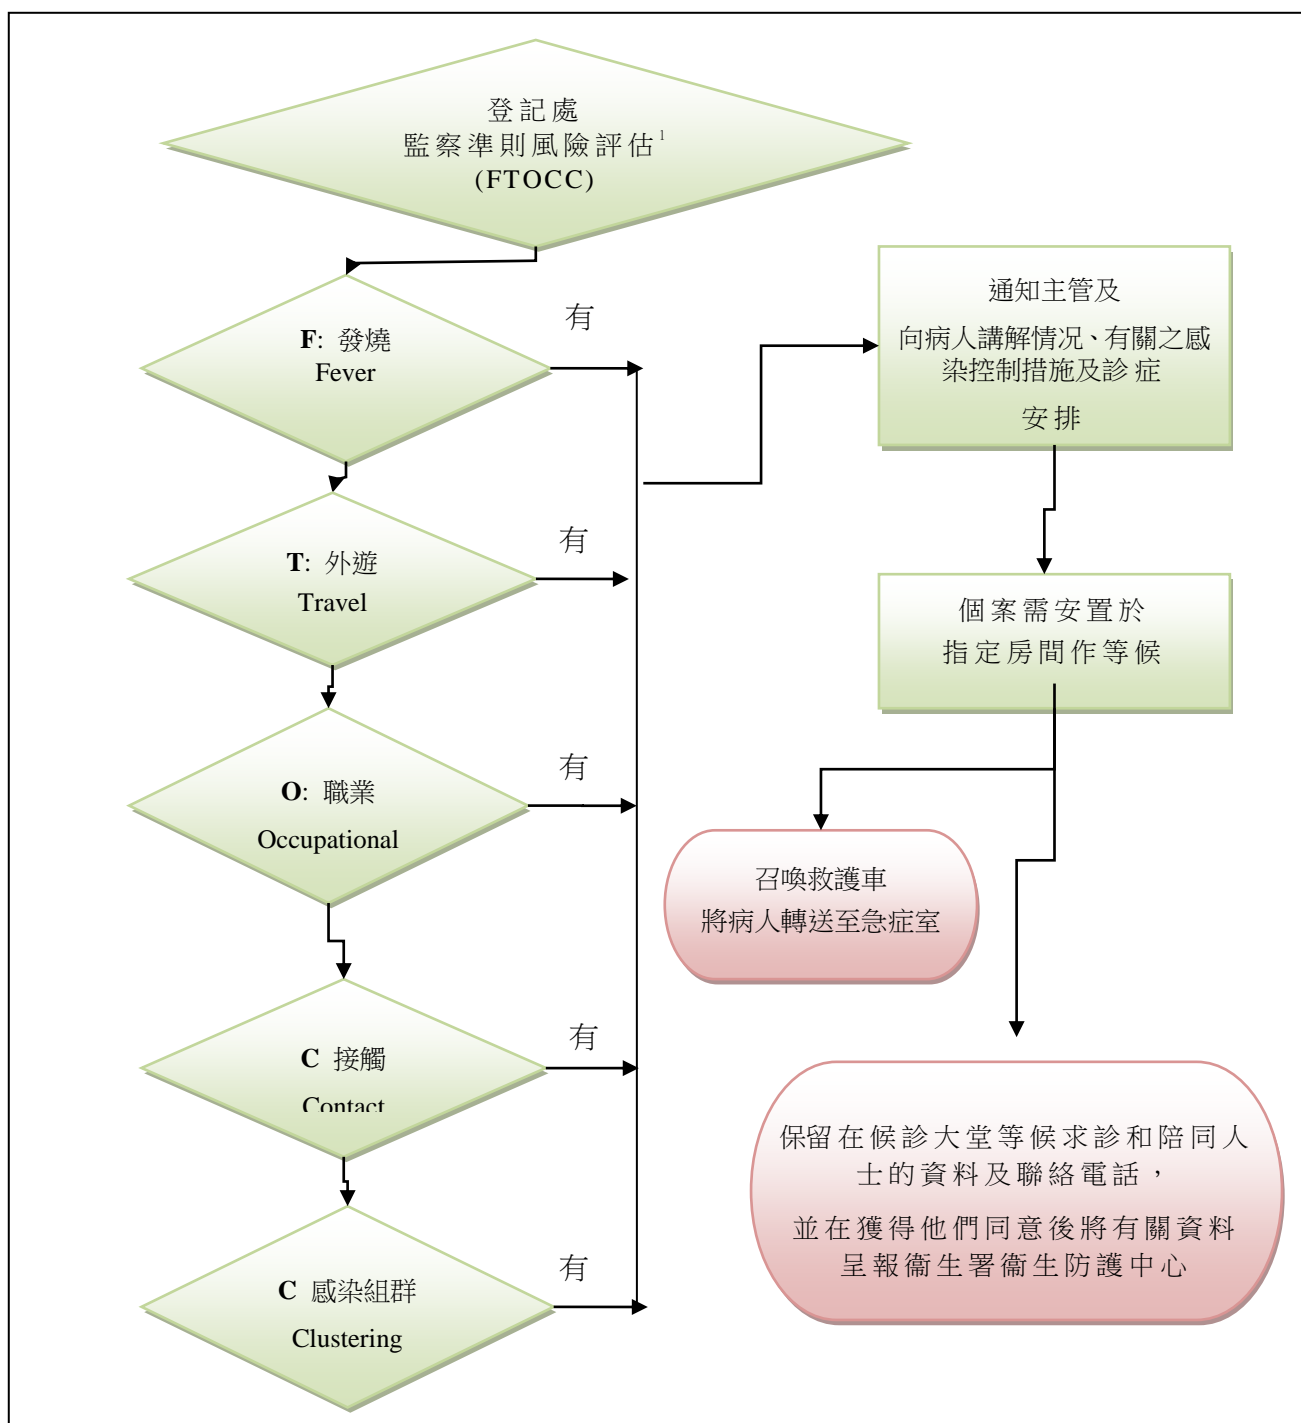 登記處
監察準則風險評估1
(FTOCC)
F: 發燒
Fever
有
T: 外遊
Travel
有
O: 職業
Occupational
有
C 接觸
Contact
有
C 感染組群
Clustering
有
通知主管及
向病人講解情況、有關之感
染控制措施及診症
安排
個案需安置於
指定房間作等候
召喚救護車
將病人轉送至急症室
保留在候診大堂等候求診和陪同人
士的資料及聯絡電話，
並在獲得他們同意後將有關資料
呈報衞生署衞生防護中心